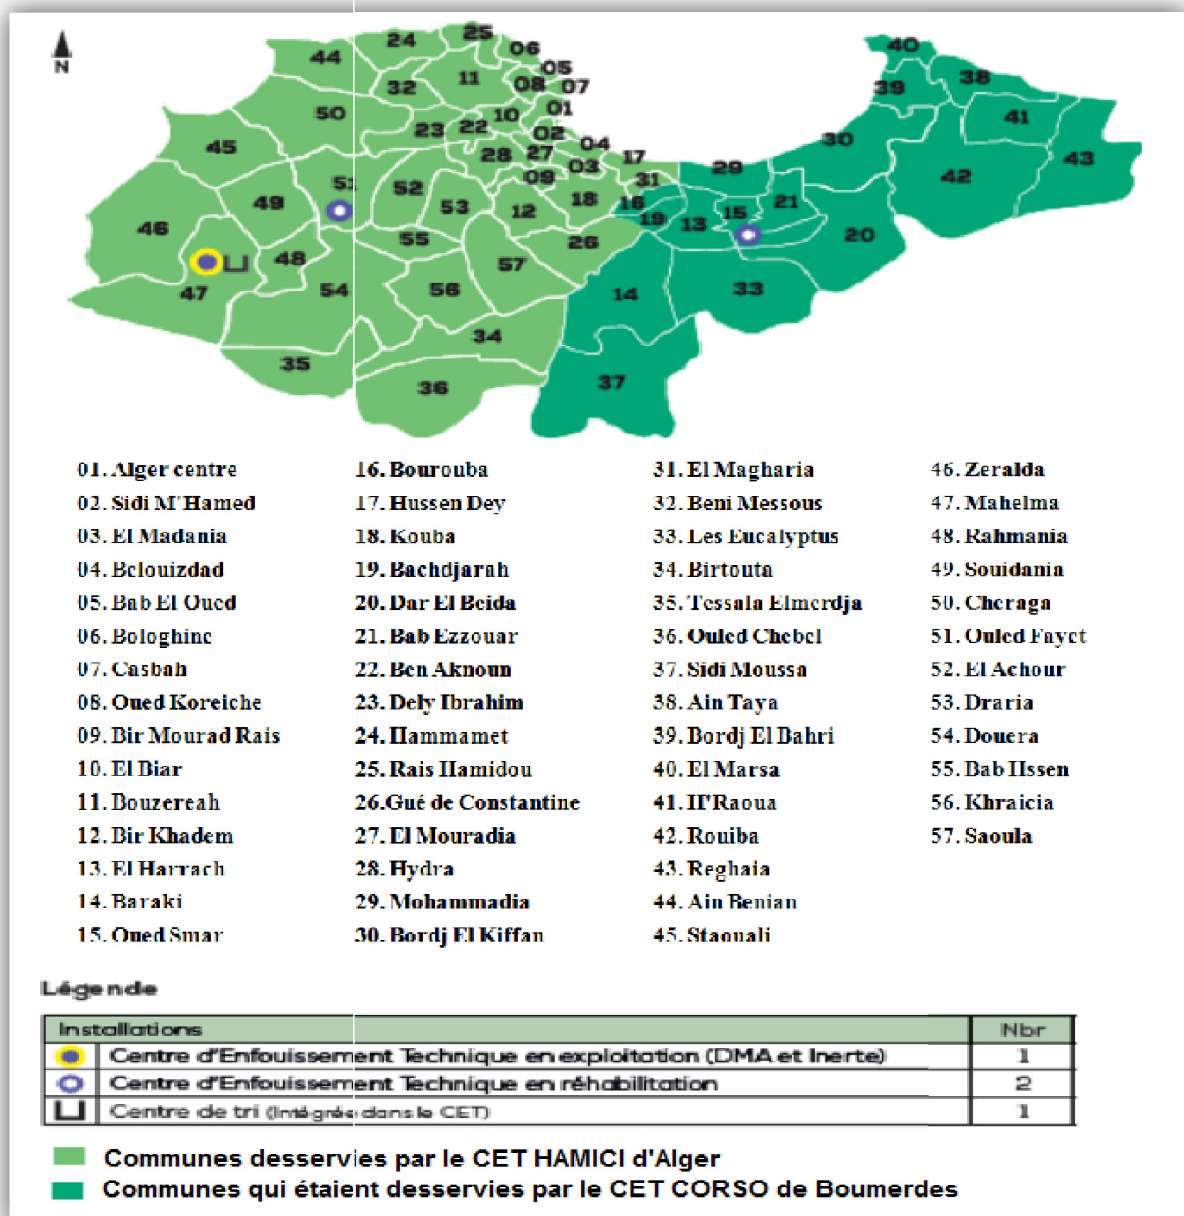 N
44 24 25 06 05 08 07 32 11 01
50 23 22 10 02 04
45 28 27 03 17
51 52 09 31
49 53 12 18 16
46 55 26 19 13 15 21
48 57
47 54 56 14 33
34
35 36 37
40 39 38 41 30 43 29 42 20
01. Alger centre
02. Sidi M'Hamed
03. El Madania
04. Belouizdad
05. Bab El Oued
06. Bologhine
07. Casbah
08. Oued Koreiche
09. Bir Mourad Rais
10. El Biar
11. Bouzereah
12. Bir Khadem
13. El Harrach
14. Baraki
15. Oued Smar
16. Bourouba
17. Hussen Dey
18. Kouba
19. Bachdjarah
20. Dar El Beida
21. Bab Ezzouar
22. Ben Aknoun
23. Dely Ibrahim
24. Hammamet
25. Rais Hamidou
26.Gué de Constantine
27. El Mouradia
28. Hydra
29. Mohammadia
30. Bordj El Kiffan
31. El Magharia
32. Beni Messous
33. Les Eucalyptus
34. Birtouta
35. Tessala Elmerdja
36. Ouled Chebel
37. Sidi Moussa
38. Ain Taya
39. Bordj El Bahri
40. El Marsa
41. H'Raoua
42. Rouiba
43. Reghaia
44. Ain Benian
45. Staouali
46. Zeralda
47. Mahelma
48. Rahmania
49. Souidania
50. Cheraga
51. Ouled Fayet
52. El Achour
53. Draria
54. Douera
55. Bab Hssen
56. Khraicia
57. Saoula
Légende
Installations Nbr
Centre d'Enfouissement Technique en exploitation (DMA et Inerte) 1
Centre d'Enfouissement Technique en réhabilitation 2
Centre de tri (Intégrée dans le CET) 1
Communes desservies par le CET HAMICI d'Alger
Communes qui étaient desservies par le CET CORSO de Boumerdes